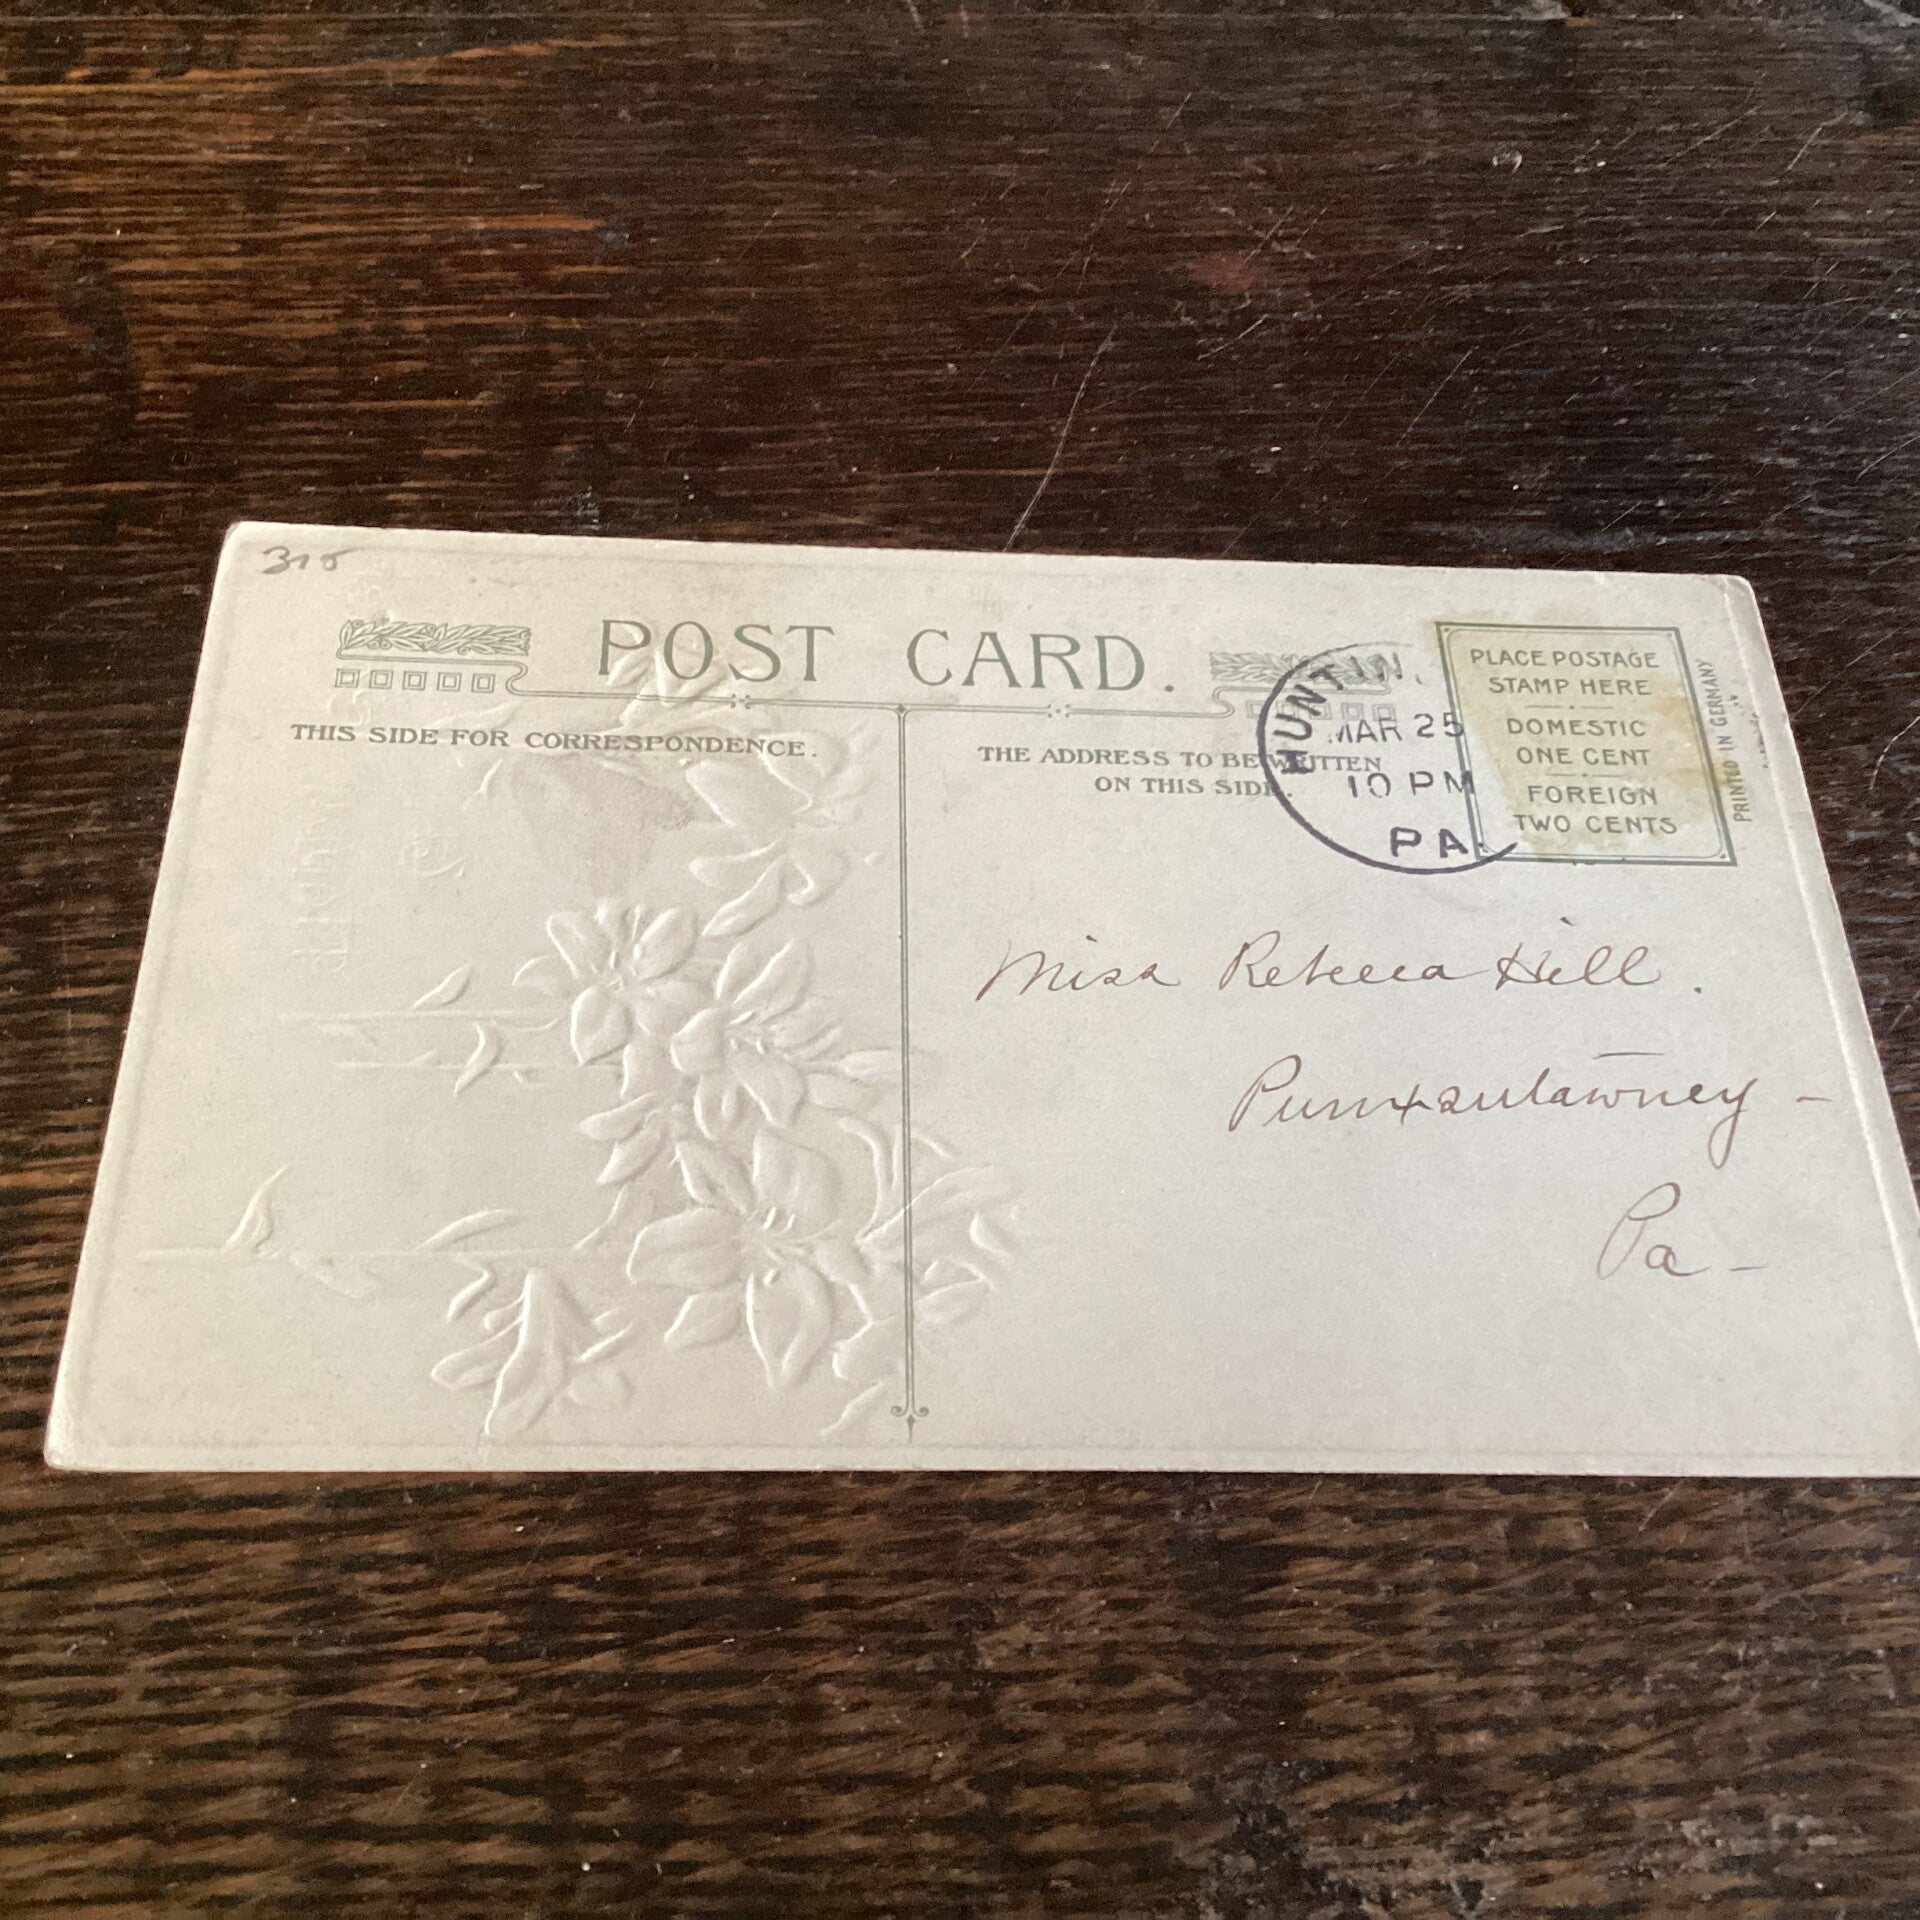 315
POST CARD.
THIS SIDE FOR CORRESPONDENCE.
THE ADDRESS TO BE WRITTEN
ON THIS SIDE.
HUNTIN
MAR 25
10 PM
PA.
PLACE POSTAGE
STAMP HERE
DOMESTIC
ONE CENT
FOREIGN
TWO CENTS
PRINTED IN GERMANY
Miss Rebecca Hill.
Punxsutawney -
Pa -